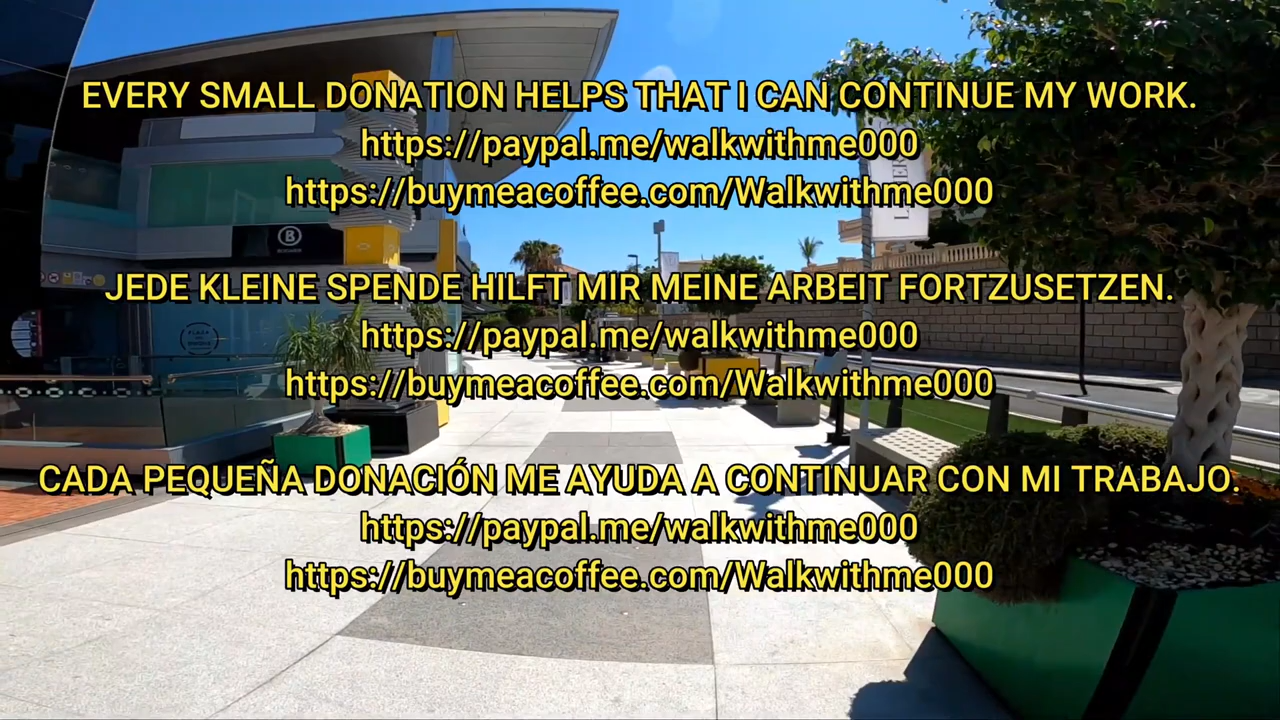 EVERY SMALL DONATION HELPS THAT I CAN CONTINUE MY WORK.
https://paypal.me/walkwithme000
https://buymeacoffee.com/Walkwithme000
B
JEDE KLEINE SPENDE HILFT MIR MEINE ARBEIT FORTZUSETZEN.
https://paypal.me/walkwithme000
https://buymeacoffee.com/Walkwithme000
CADA PEQUEÑA DONACIÓN ME AYUDA A CONTINUAR CON MI TRABAJO.
https://paypal.me/walkwithme000
https://buymeacoffee.com/Walkwithme000